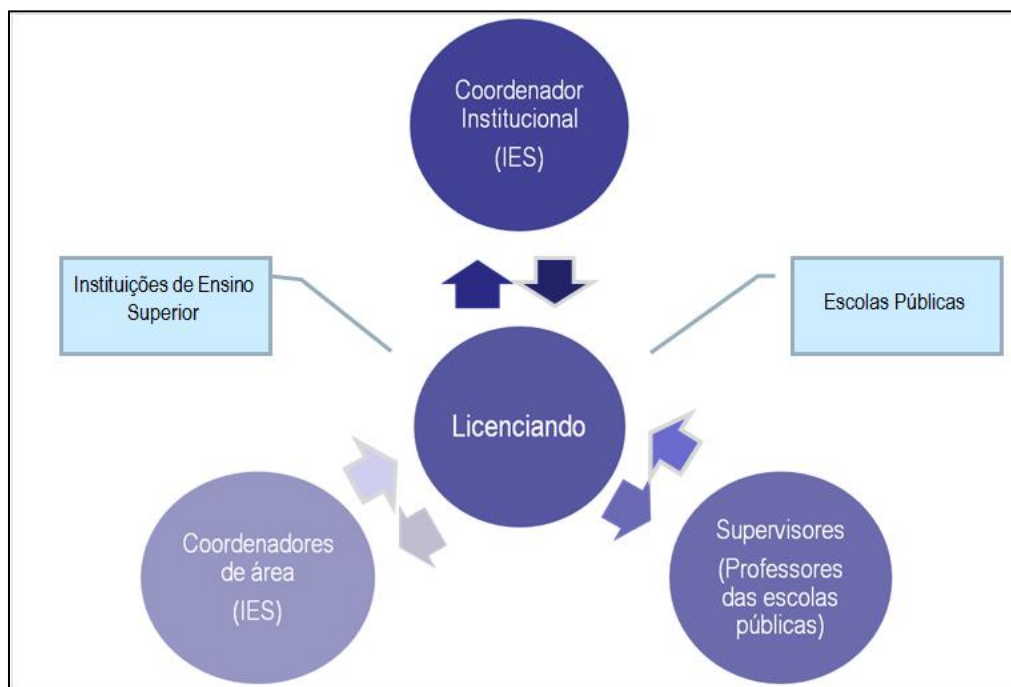 Coordenador
Institucional
(IES)
Instituições de Ensino
Superior
Escolas Públicas
Licenciando
Coordenadores
de área
(IES)
Supervisores
(Professores
das escolas
públicas)